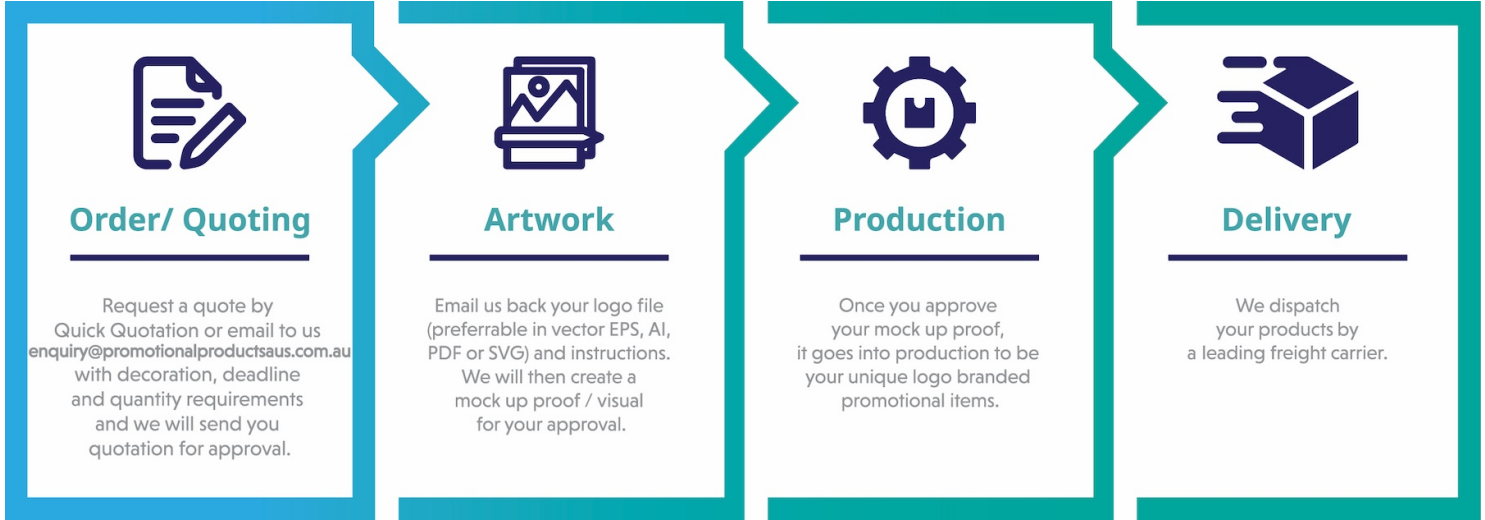 Order/ Quoting
Request a quote by
Quick Quotation or email to us
enquiry@promotionalproductsaus.com.au
with decoration, deadline
and quantity requirements
and we will send you
quotation for approval.
Artwork
Email us back your logo file
(preferrable in vector EPS, AI,
PDF or SVG) and instructions.
We will then create a
mock up proof / visual
for your approval.
Production
Once you approve
your mock up proof,
it goes into production to be
your unique logo branded
promotional items.
Delivery
We dispatch
your products by
a leading freight carrier.